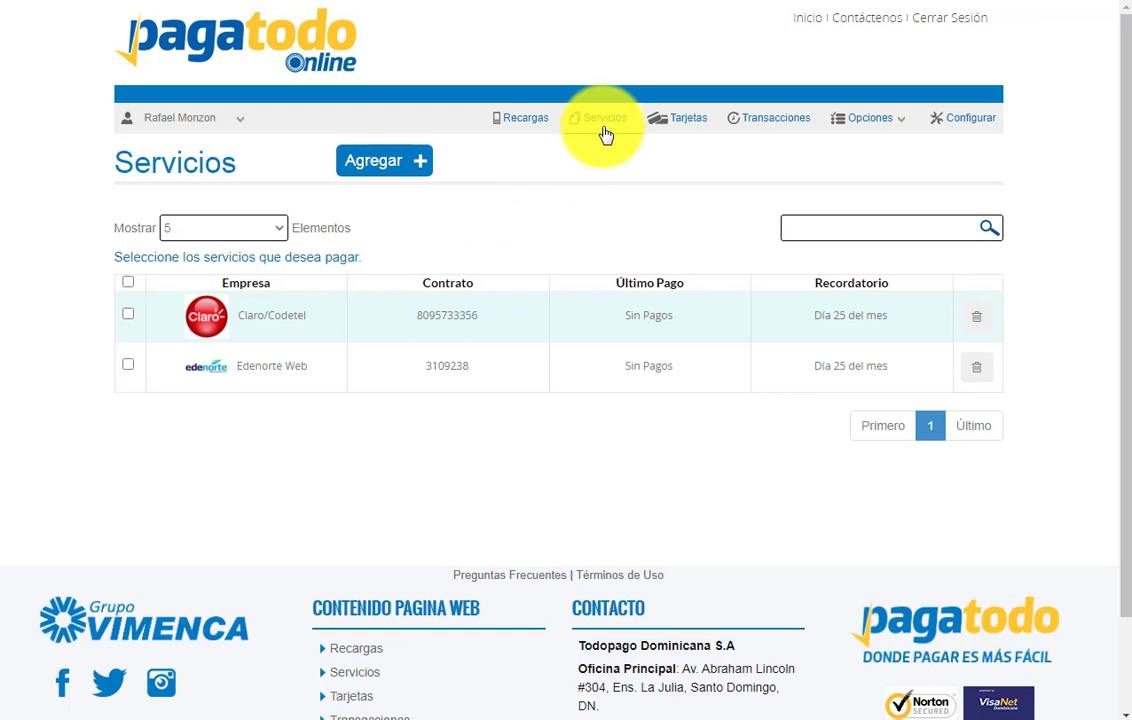 pagatodo
Online
Inicio | Contáctenos | Cerrar Sesión
Rafael Monzon
Recargas
Servicios
Tarjetas
Transacciones
Opciones
Configurar
Servicios
Agregar +
Mostrar 5 Elementos
Seleccione los servicios que desea pagar.
Empresa Contrato Último Pago Recordatorio
Claro Claro/Codetel 8095733356 Sin Pagos Día 25 del mes
edenorte Edenorte Web 3109238 Sin Pagos Día 25 del mes
Primero 1 Último
Preguntas Frecuentes | Términos de Uso
Grupo
VIMENCA
CONTENIDO PAGINA WEB
Recargas
Servicios
Tarjetas
Transacciones
CONTACTO
Todopago Dominicana S.A
Oficina Principal: Av. Abraham Lincoln
#304, Ens. La Julia, Santo Domingo,
DN.
pagatodo
DONDE PAGAR ES MÁS FÁCIL
Norton
SECURED
VisaNet
Dominicana